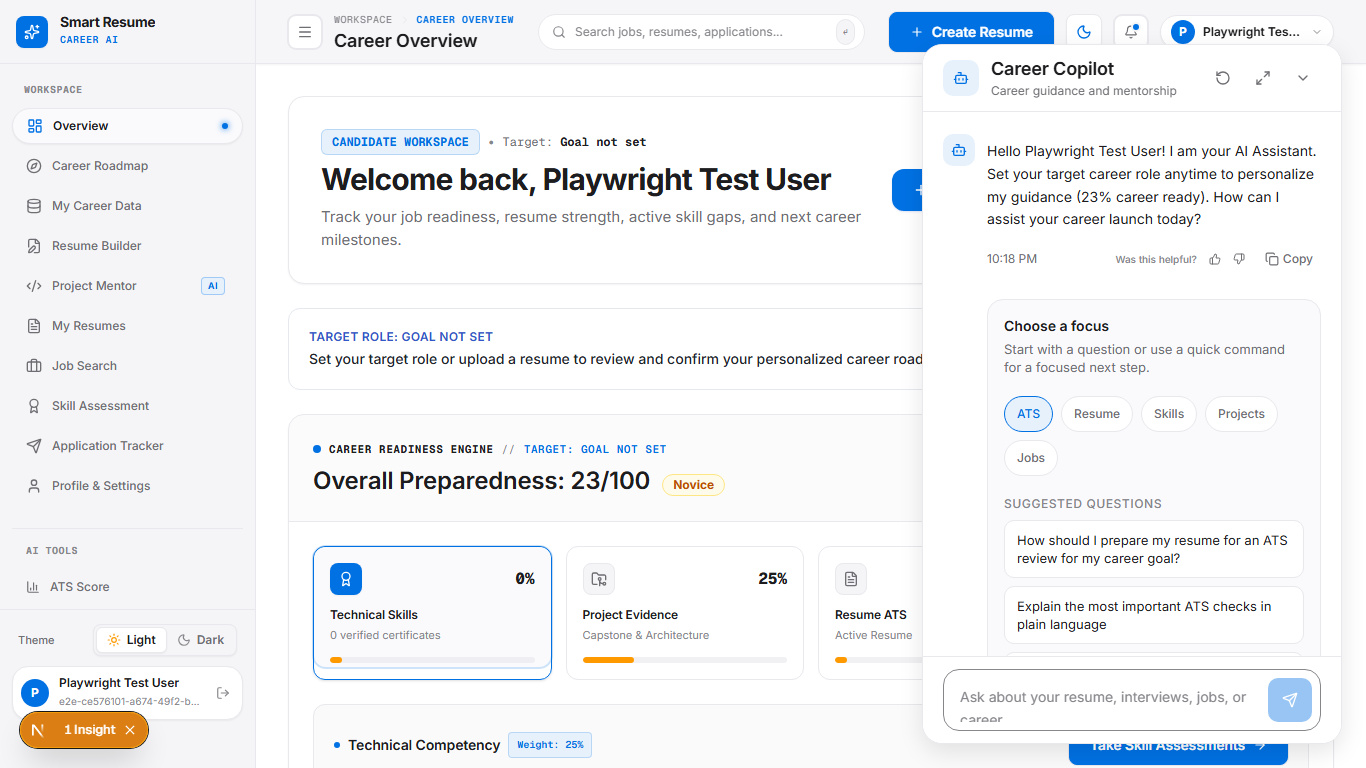 Smart Resume
CAREER AI
WORKSPACE
Overview
Career Roadmap
My Career Data
Resume Builder
Project Mentor
AI
My Resumes
Job Search
Skill Assessment
Application Tracker
Profile & Settings
AI TOOLS
ATS Score
Theme
Light
Dark
P
Playwright Test User
e2e-ce576101-a674-49f2-b...
N
1 Insight
WORKSPACE
CAREER OVERVIEW
Career Overview
Search jobs, resumes, applications...
Create Resume
P
Playwright Tes...
CANDIDATE WORKSPACE
• Target: Goal not set
Welcome back, Playwright Test User
Track your job readiness, resume strength, active skill gaps, and next career
milestones.
TARGET ROLE: GOAL NOT SET
Set your target role or upload a resume to review and confirm your personalized career road
CAREER READINESS ENGINE // TARGET: GOAL NOT SET
Overall Preparedness: 23/100
Novice
0%
Technical Skills
0 verified certificates
25%
Project Evidence
Capstone & Architecture
Resume ATS
Active Resume
Technical Competency
Weight: 25%
Take Skill Assessments
Career Copilot
Career guidance and mentorship
Hello Playwright Test User! I am your AI Assistant.
Set your target career role anytime to personalize
my guidance (23% career ready). How can I
assist your career launch today?
10:18 PM
Was this helpful?
Copy
Choose a focus
Start with a question or use a quick command
for a focused next step.
ATS
Resume
Skills
Projects
Jobs
SUGGESTED QUESTIONS
How should I prepare my resume for an ATS
review for my career goal?
Explain the most important ATS checks in
plain language
Ask about your resume, interviews, jobs, or
career